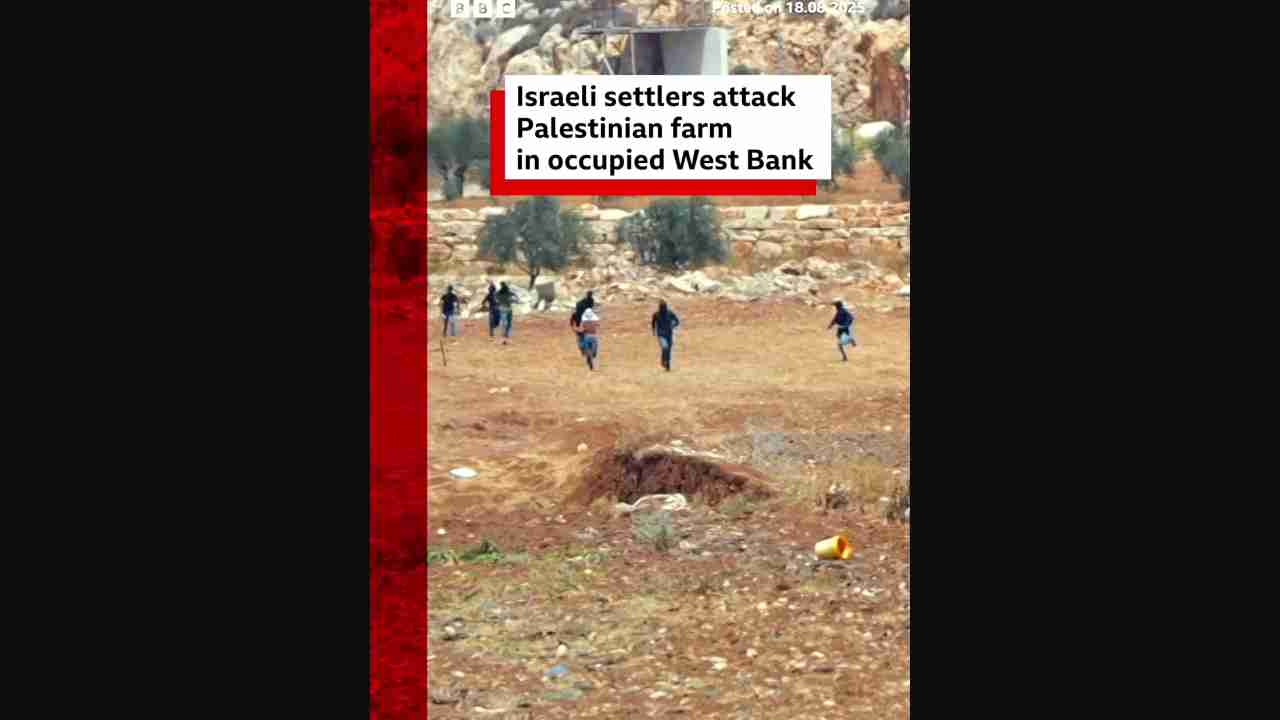 BBC
Posted on 18.08.2025
Israeli settlers attack
Palestinian farm
in occupied West Bank